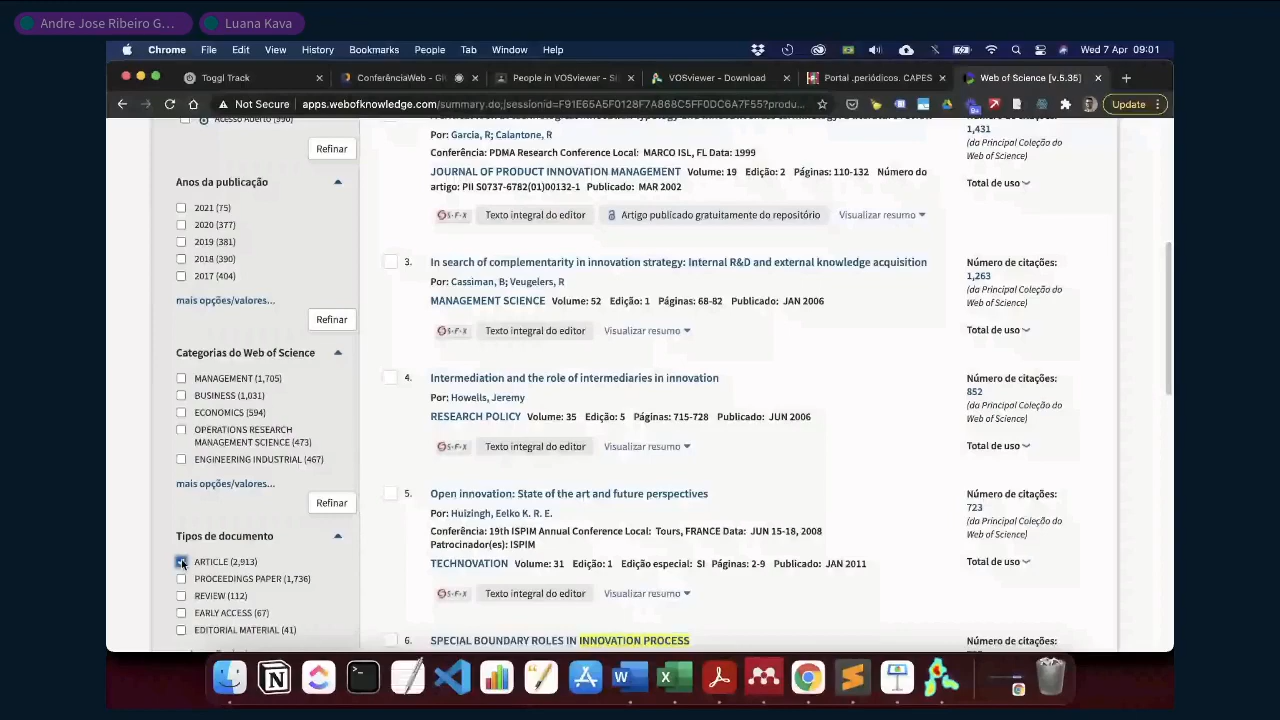 Andre Jose Ribeiro G...
Luana Kava
Chrome File Edit View History Bookmarks People Tab Window Help
Wed 7 Apr 09:01
Toggl Track
ConferênciaWeb - GI
People in VOSviewer - Si
VOSviewer - Download
Portal .periódicos. CAPES
Web of Science [v.5.35]
Not Secure apps.webofknowledge.com/summary.do;jsessionid=F91E65A5F0128F7A868C5FF0DC6A7F55?produ...
Update
Acesso Aberto (990)
Refinar
Anos da publicação
2021 (75)
2020 (377)
2019 (381)
2018 (390)
2017 (404)
mais opções/valores...
Refinar
Categorias do Web of Science
MANAGEMENT (1,705)
BUSINESS (1,031)
ECONOMICS (594)
OPERATIONS RESEARCH
MANAGEMENT SCIENCE (473)
ENGINEERING INDUSTRIAL (467)
mais opções/valores...
Refinar
Tipos de documento
ARTICLE (2,913)
PROCEEDINGS PAPER (1,736)
REVIEW (112)
EARLY ACCESS (67)
EDITORIAL MATERIAL (41)
Por: Garcia, R; Calantone, R
Conferência: PDMA Research Conference Local: MARCO ISL, FL Data: 1999
JOURNAL OF PRODUCT INNOVATION MANAGEMENT Volume: 19 Edição: 2 Páginas: 110-132 Número do
artigo: PII S0737-6782(01)00132-1 Publicado: MAR 2002
S·F·X Texto integral do editor Artigo publicado gratuitamente do repositório Visualizar resumo
1,431
(da Principal Coleção do
Web of Science)
Total de uso
3. In search of complementarity in innovation strategy: Internal R&D and external knowledge acquisition
Por: Cassiman, B; Veugelers, R
MANAGEMENT SCIENCE Volume: 52 Edição: 1 Páginas: 68-82 Publicado: JAN 2006
S·F·X Texto integral do editor Visualizar resumo
Número de citações:
1,263
(da Principal Coleção do
Web of Science)
Total de uso
4. Intermediation and the role of intermediaries in innovation
Por: Howells, Jeremy
RESEARCH POLICY Volume: 35 Edição: 5 Páginas: 715-728 Publicado: JUN 2006
S·F·X Texto integral do editor Visualizar resumo
Número de citações:
852
(da Principal Coleção do
Web of Science)
Total de uso
5. Open innovation: State of the art and future perspectives
Por: Huizingh, Eelko K. R. E.
Conferência: 19th ISPIM Annual Conference Local: Tours, FRANCE Data: JUN 15-18, 2008
Patrocinador(es): ISPIM
TECHNOVATION Volume: 31 Edição: 1 Edição especial: SI Páginas: 2-9 Publicado: JAN 2011
S·F·X Texto integral do editor Visualizar resumo
Número de citações:
723
(da Principal Coleção do
Web of Science)
Total de uso
6. SPECIAL BOUNDARY ROLES IN INNOVATION PROCESS
Número de citações: